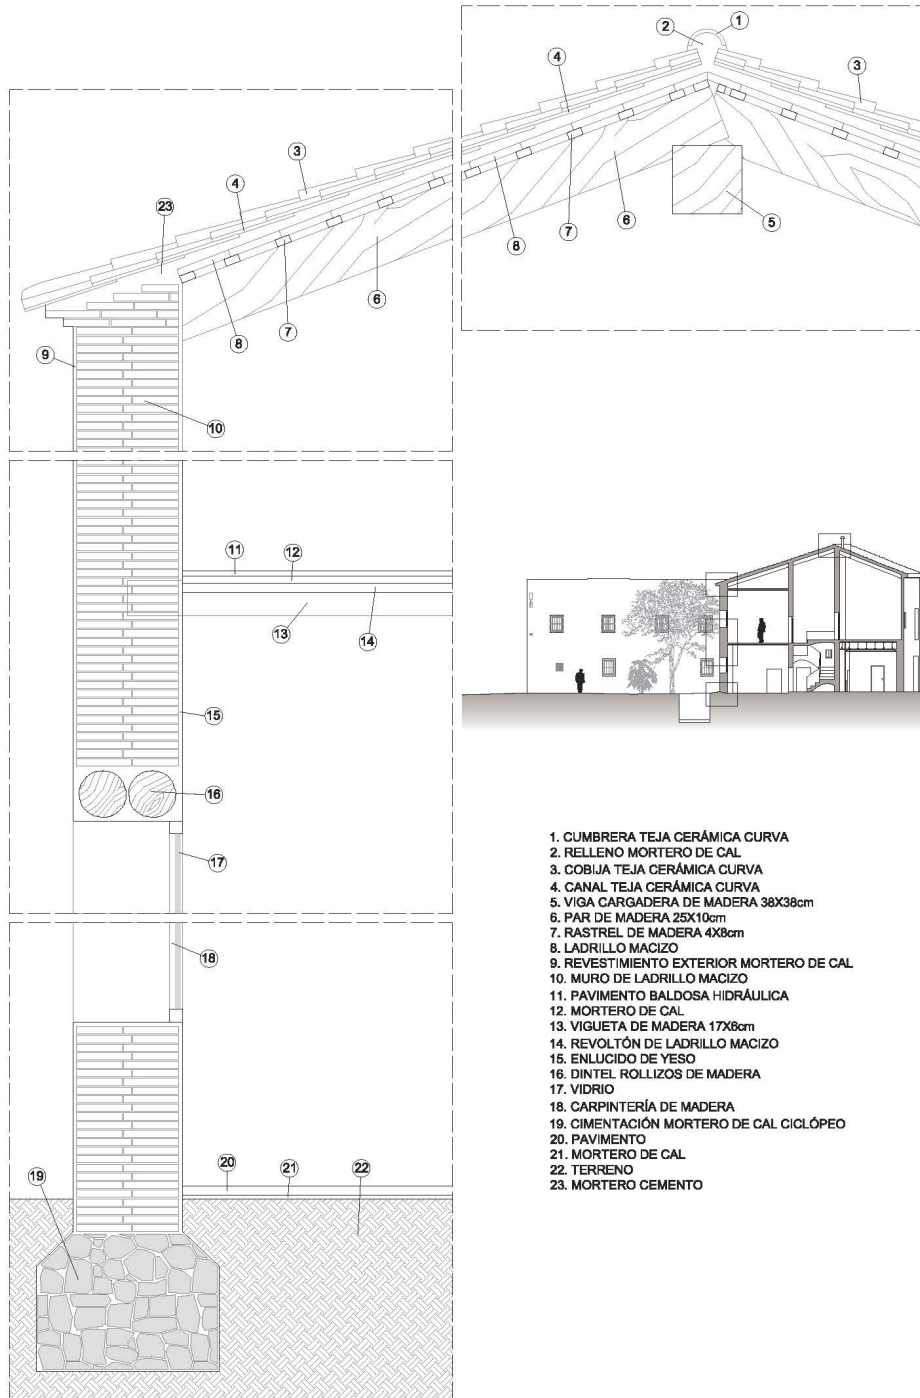 1
2
4
3
7
6
5
8
3
4
23
6
7
8
9
10
11
12
13
14
15
16
17
18
20
21
22
19
1. CUMBRERA TEJA CERÁMICA CURVA
2. RELLENO MORTERO DE CAL
3. COBIJA TEJA CERÁMICA CURVA
4. CANAL TEJA CERÁMICA CURVA
5. VIGA CARGADERA DE MADERA 38X38cm
6. PAR DE MADERA 25X10cm
7. RASTREL DE MADERA 4X8cm
8. LADRILLO MACIZO
9. REVESTIMIENTO EXTERIOR MORTERO DE CAL
10. MURO DE LADRILLO MACIZO
11. PAVIMENTO BALDOSA HIDRÁULICA
12. MORTERO DE CAL
13. VIGUETA DE MADERA 17X8cm
14. REVOLTÓN DE LADRILLO MACIZO
15. ENLUCIDO DE YESO
16. DINTEL ROLLIZOS DE MADERA
17. VIDRIO
18. CARPINTERÍA DE MADERA
19. CIMENTACIÓN MORTERO DE CAL CICLÓPEO
20. PAVIMENTO
21. MORTERO DE CAL
22. TERRENO
23. MORTERO CEMENTO